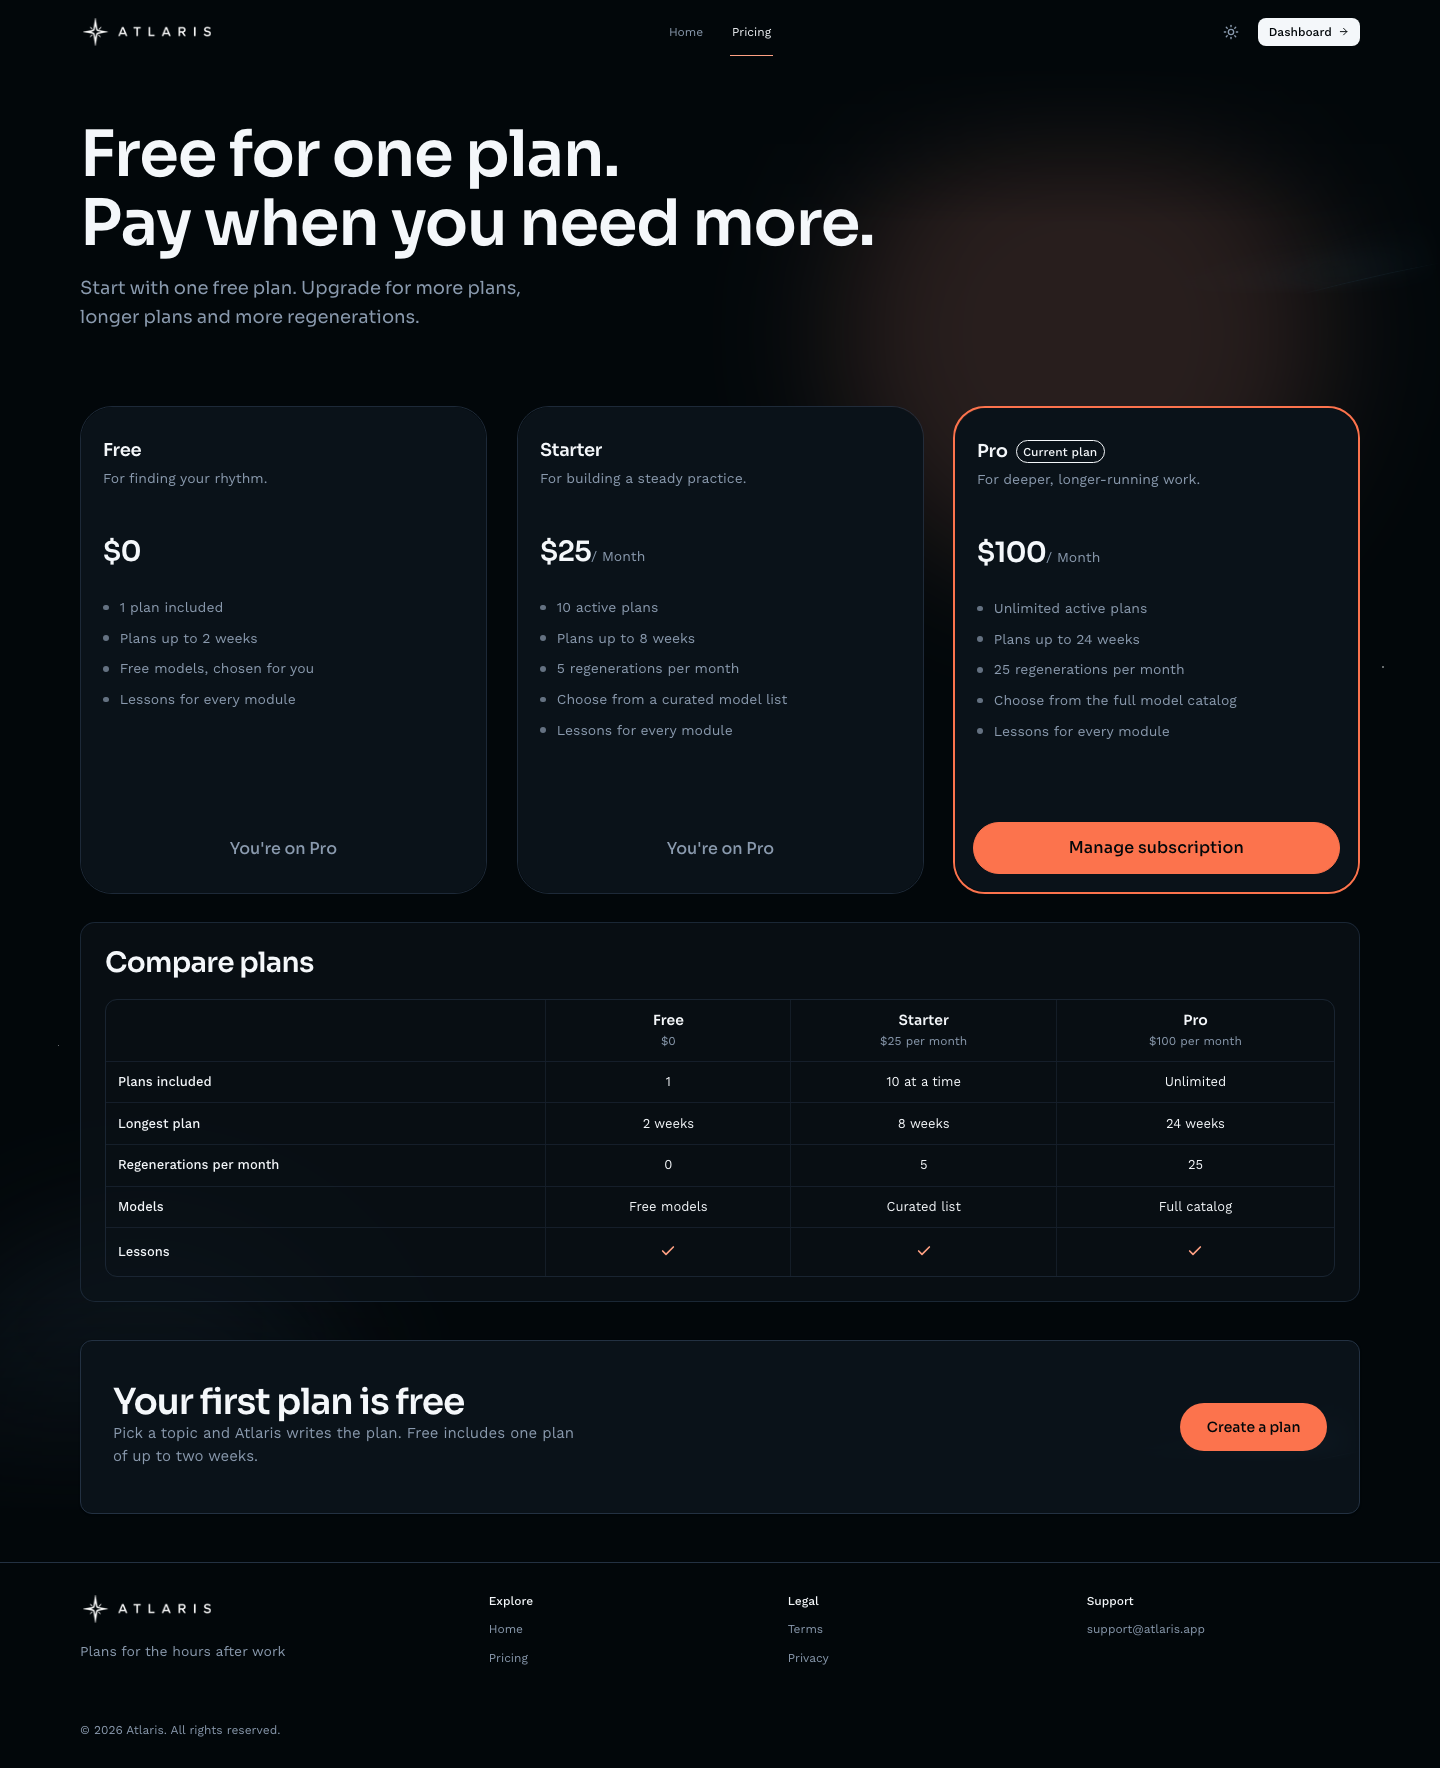 ATLARIS
Home
Pricing
Dashboard →
Free for one plan.
Pay when you need more.
Start with one free plan. Upgrade for more plans,
longer plans and more regenerations.
Free
For finding your rhythm.
$0
1 plan included
Plans up to 2 weeks
Free models, chosen for you
Lessons for every module
You're on Pro
Starter
For building a steady practice.
$25/ Month
10 active plans
Plans up to 8 weeks
5 regenerations per month
Choose from a curated model list
Lessons for every module
You're on Pro
Pro Current plan
For deeper, longer-running work.
$100/ Month
Unlimited active plans
Plans up to 24 weeks
25 regenerations per month
Choose from the full model catalog
Lessons for every module
Manage subscription
Compare plans
Free Starter Pro
$0 $25 per month $100 per month
Plans included 1 10 at a time Unlimited
Longest plan 2 weeks 8 weeks 24 weeks
Regenerations per month 0 5 25
Models Free models Curated list Full catalog
Lessons ✓ ✓ ✓
Your first plan is free
Pick a topic and Atlaris writes the plan. Free includes one plan
of up to two weeks.
Create a plan
ATLARIS
Plans for the hours after work
Explore
Home
Pricing
Legal
Terms
Privacy
Support
support@atlaris.app
© 2026 Atlaris. All rights reserved.